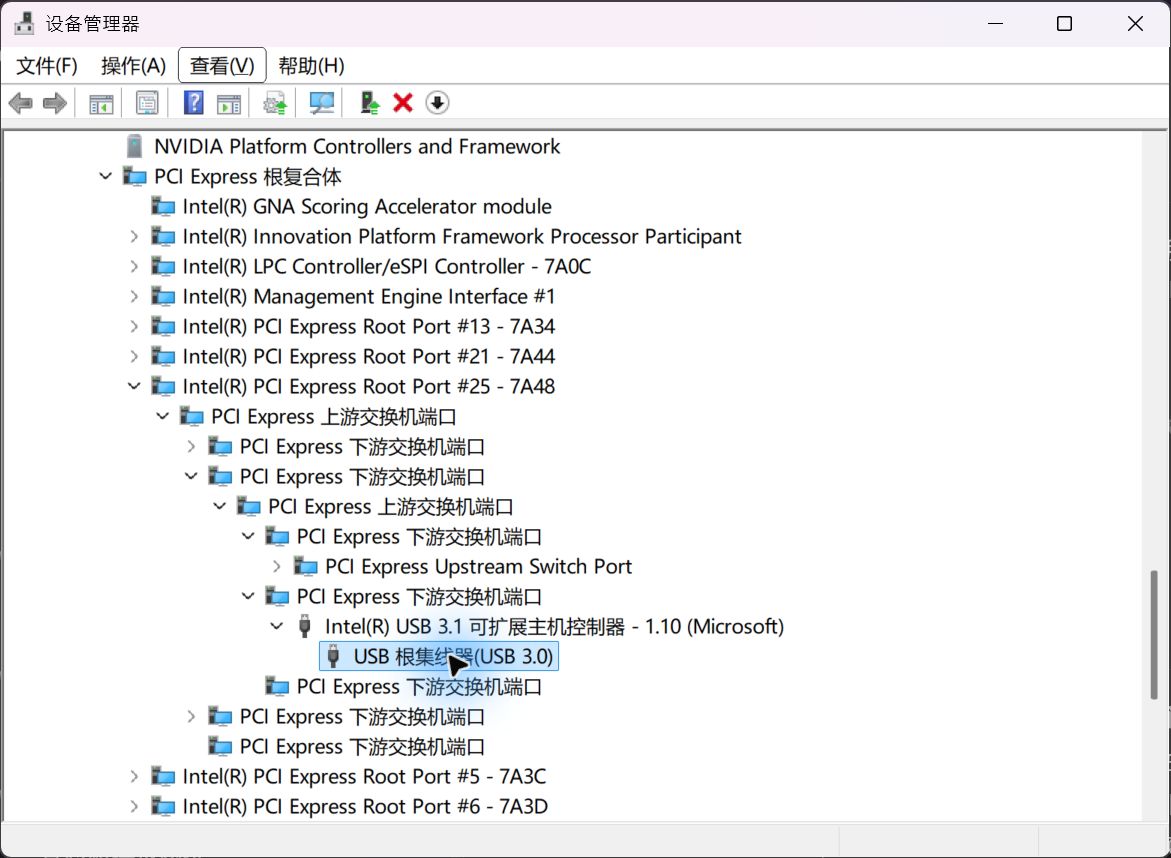 设备管理器
文件(F) 操作(A) 查看(V) 帮助(H)
NVIDIA Platform Controllers and Framework
PCI Express 根复合体
Intel(R) GNA Scoring Accelerator module
Intel(R) Innovation Platform Framework Processor Participant
Intel(R) LPC Controller/eSPI Controller - 7A0C
Intel(R) Management Engine Interface #1
Intel(R) PCI Express Root Port #13 - 7A34
Intel(R) PCI Express Root Port #21 - 7A44
Intel(R) PCI Express Root Port #25 - 7A48
PCI Express 上游交换机端口
PCI Express 下游交换机端口
PCI Express 下游交换机端口
PCI Express 上游交换机端口
PCI Express 下游交换机端口
PCI Express Upstream Switch Port
PCI Express 下游交换机端口
Intel(R) USB 3.1 可扩展主机控制器 - 1.10 (Microsoft)
USB 根集线器(USB 3.0)
PCI Express 下游交换机端口
PCI Express 下游交换机端口
PCI Express 下游交换机端口
Intel(R) PCI Express Root Port #5 - 7A3C
Intel(R) PCI Express Root Port #6 - 7A3D